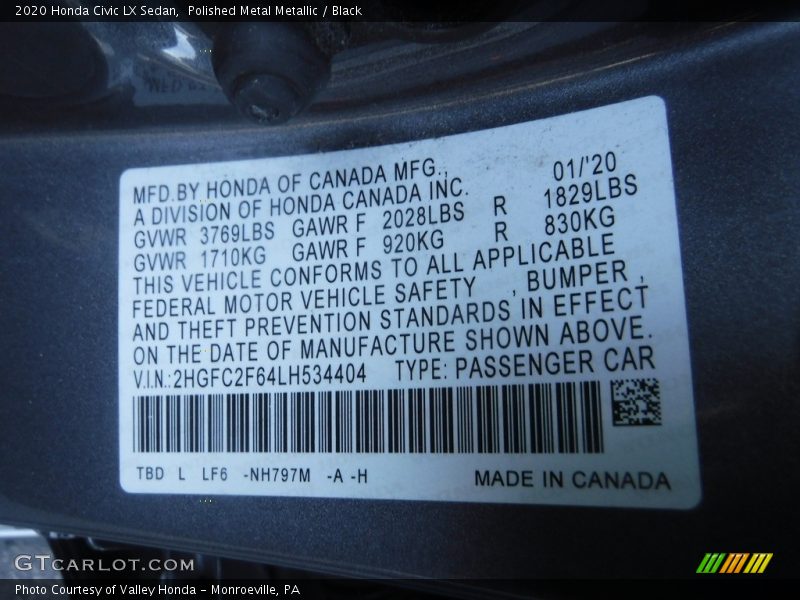 2020 Honda Civic LX Sedan,  Polished Metal Metallic / Black
MFD.BY HONDA OF CANADA MFG.,  01/'20
A DIVISION OF HONDA CANADA INC.
GVWR 3769LBS GAWR F 2028LBS R 1829LBS
GVWR 1710KG GAWR F 920KG R 830KG
THIS VEHICLE CONFORMS TO ALL APPLICABLE
FEDERAL MOTOR VEHICLE SAFETY , BUMPER ,
AND THEFT PREVENTION STANDARDS IN EFFECT
ON THE DATE OF MANUFACTURE SHOWN ABOVE.
V.I.N.:2HGFC2F64LH534404 TYPE: PASSENGER CAR
TBD L LF6 -NH797M -A -H MADE IN CANADA
GTCARLOT.COM
Photo Courtesy of Valley Honda - Monroeville, PA